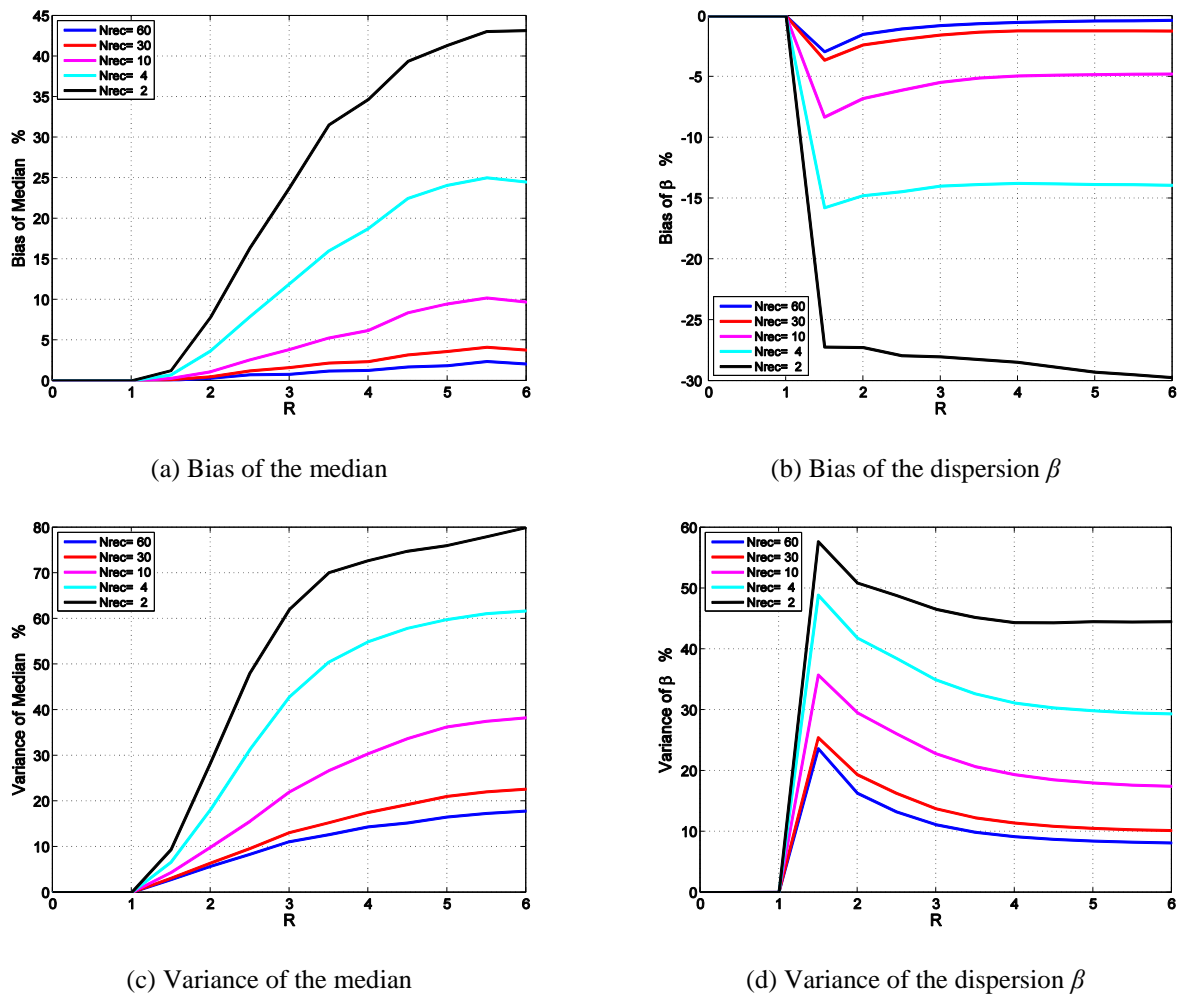 45
40
35
30
25
20
15
10
5
0
Bias of Median %
Nrec= 60
Nrec= 30
Nrec= 10
Nrec= 4
Nrec= 2
0 1 2 3 4 5 6
R
(a) Bias of the median
0
-5
-10
-15
-20
-25
-30
Bias of β %
Nrec= 60
Nrec= 30
Nrec= 10
Nrec= 4
Nrec= 2
0 1 2 3 4 5 6
R
(b) Bias of the dispersion β
80
70
60
50
40
30
20
10
0
Variance of Median %
Nrec= 60
Nrec= 30
Nrec= 10
Nrec= 4
Nrec= 2
0 1 2 3 4 5 6
R
(c) Variance of the median
60
50
40
30
20
10
0
Variance of β %
Nrec= 60
Nrec= 30
Nrec= 10
Nrec= 4
Nrec= 2
0 1 2 3 4 5 6
R
(d) Variance of the dispersion β